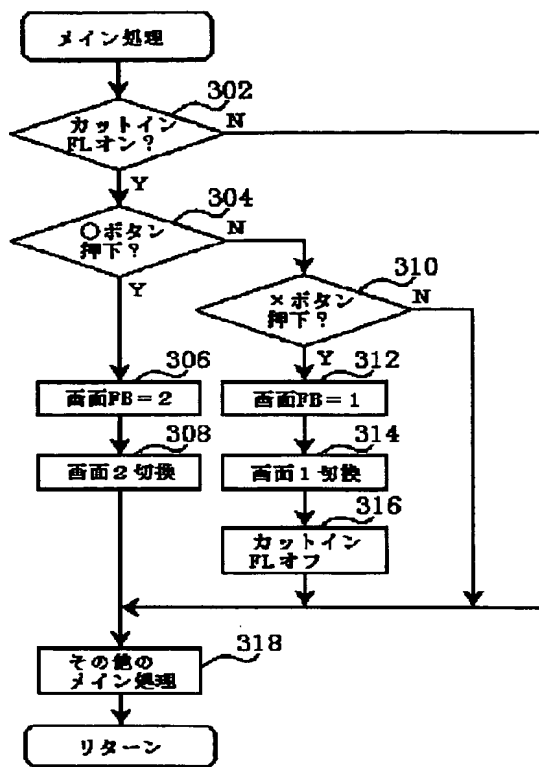 メイン処理
302
カットイン
FLオン？
N
Y
304
○ボタン
押下？
N
Y
310
×ボタン
押下？
N
Y
306
画面FB＝2
312
画面FB＝1
308
画面2切換
314
画面1切換
316
カットイン
FLオフ
318
その他の
メイン処理
リターン